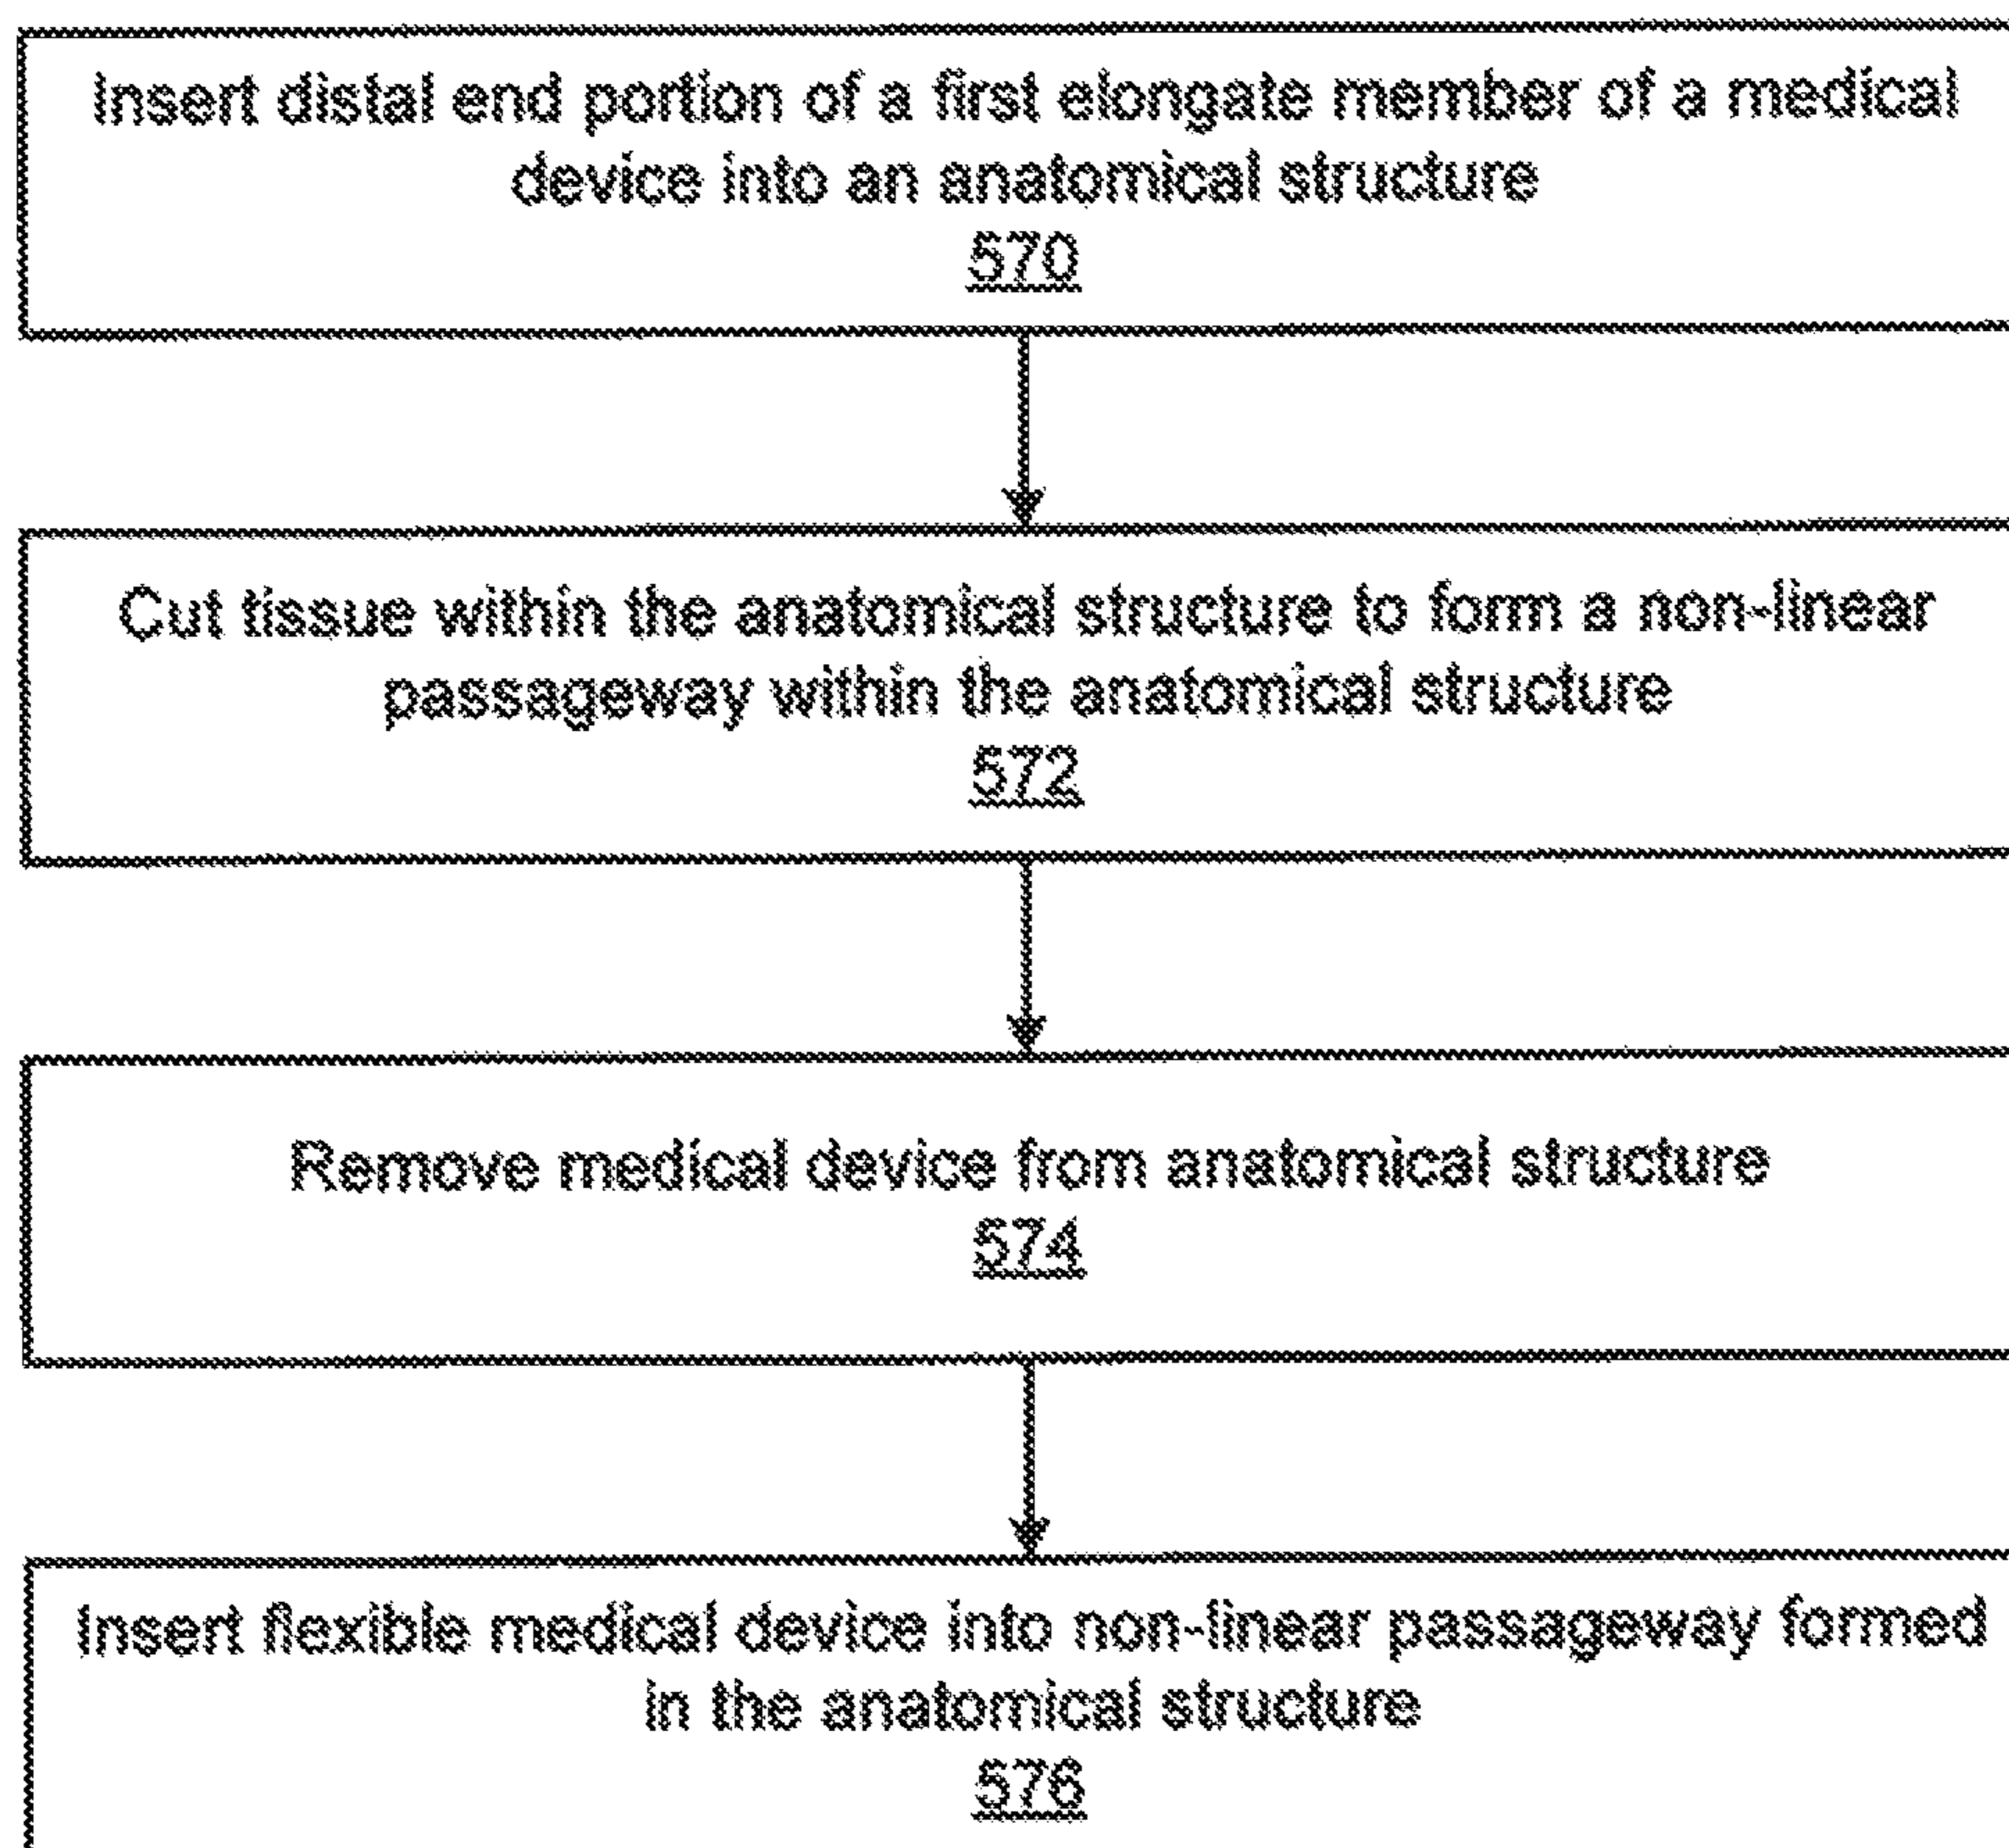 Insert distal end portion of a first elongate member of a medical
device into an anatomical structure
570
Cut tissue within the anatomical structure to form a non-linear
passageway within the anatomical structure
572
Remove medical device from anatomical structure
574
Insert flexible medical device into non-linear passageway formed
in the anatomical structure
576